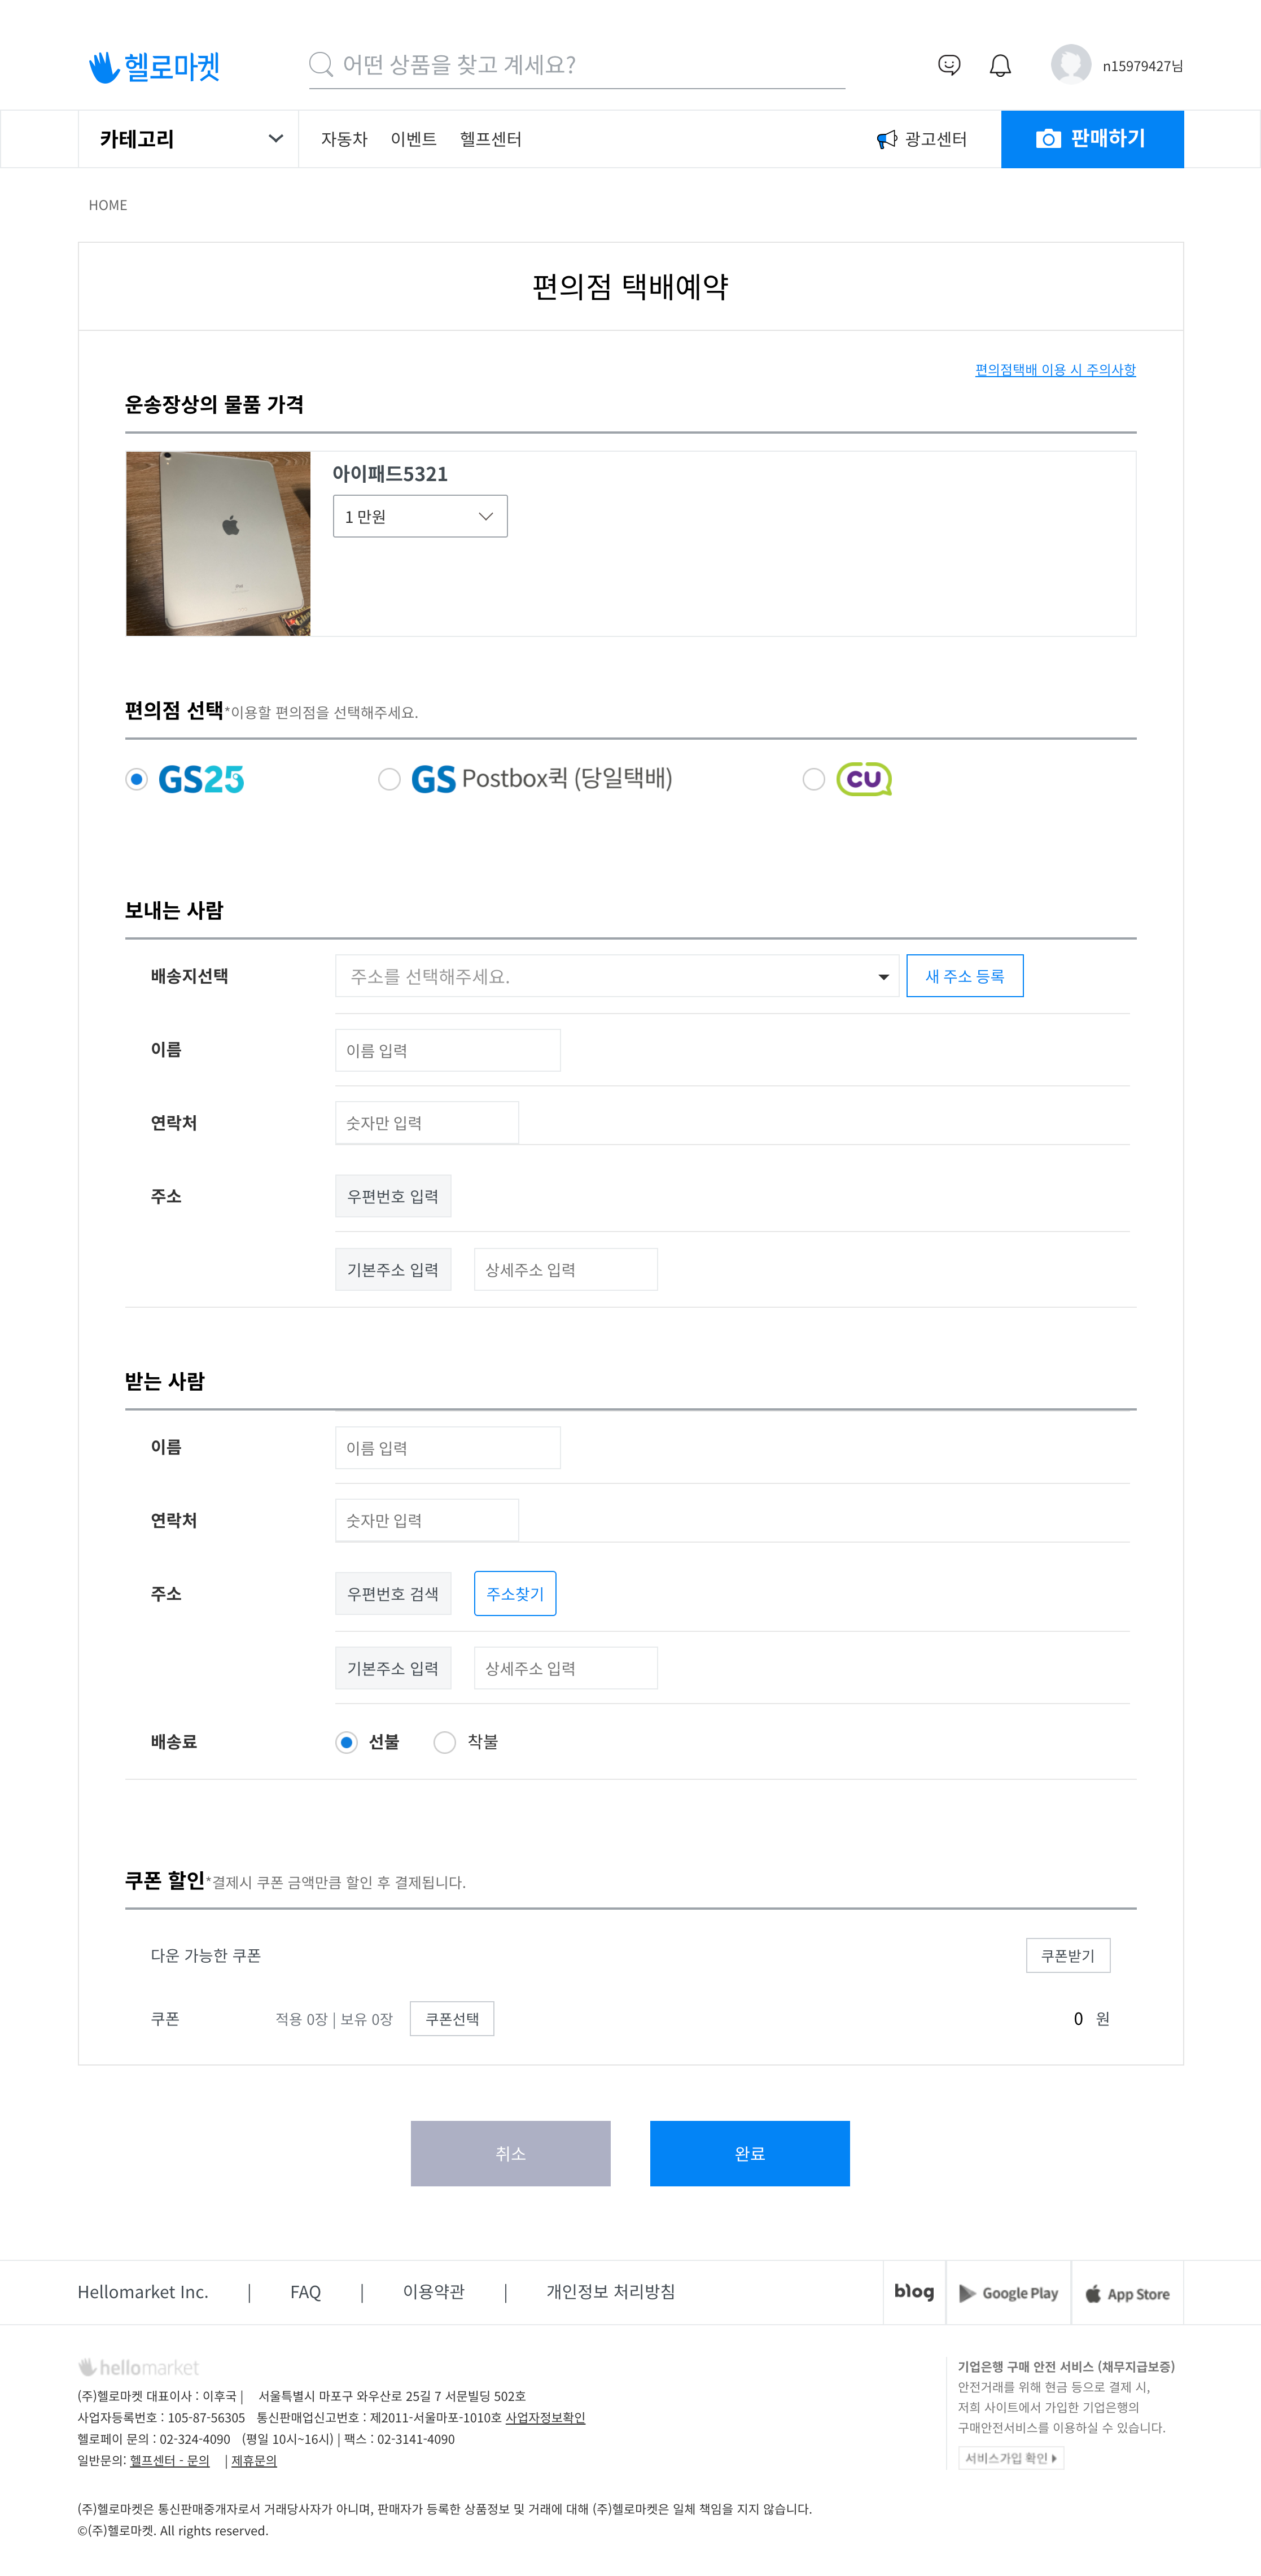 헬로마켓
어떤 상품을 찾고 계세요?
n15979427님
카테고리
자동차 이벤트 헬프센터
광고센터
판매하기
HOME
편의점 택배예약
편의점택배 이용 시 주의사항
운송장상의 물품 가격
아이패드5321
1 만원
편의점 선택*이용할 편의점을 선택해주세요.
GS25
GS Postbox퀵 (당일택배)
CU
보내는 사람
배송지선택 주소를 선택해주세요. 새 주소 등록
이름 이름 입력
연락처 숫자만 입력
주소 우편번호 입력
기본주소 입력 상세주소 입력
받는 사람
이름 이름 입력
연락처 숫자만 입력
주소 우편번호 검색 주소찾기
기본주소 입력 상세주소 입력
배송료 선불 착불
쿠폰 할인*결제시 쿠폰 금액만큼 할인 후 결제됩니다.
다운 가능한 쿠폰 쿠폰받기
쿠폰 적용 0장 | 보유 0장 쿠폰선택 0 원
취소 완료
Hellomarket Inc. | FAQ | 이용약관 | 개인정보 처리방침
blog Google Play App Store
hellomarket
(주)헬로마켓 대표이사 : 이후국 | 서울특별시 마포구 와우산로 25길 7 서문빌딩 502호
사업자등록번호 : 105-87-56305 통신판매업신고번호 : 제2011-서울마포-1010호 사업자정보확인
헬로페이 문의 : 02-324-4090 (평일 10시~16시) | 팩스 : 02-3141-4090
일반문의: 헬프센터 - 문의 | 제휴문의
기업은행 구매 안전 서비스 (채무지급보증)
안전거래를 위해 현금 등으로 결제 시,
저희 사이트에서 가입한 기업은행의
구매안전서비스를 이용하실 수 있습니다.
서비스가입 확인
(주)헬로마켓은 통신판매중개자로서 거래당사자가 아니며, 판매자가 등록한 상품정보 및 거래에 대해 (주)헬로마켓은 일체 책임을 지지 않습니다.
©(주)헬로마켓. All rights reserved.